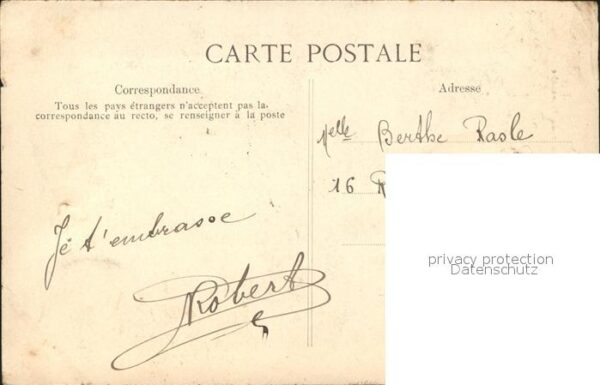 CARTE POSTALE
Correspondance
Tous les pays étrangers n'acceptent pas la
correspondance au recto, se renseigner à la poste
Je t'embrasse
Robert
Adresse
Melle Berthe Rasle
16 R
privacy protection
Datenschutz